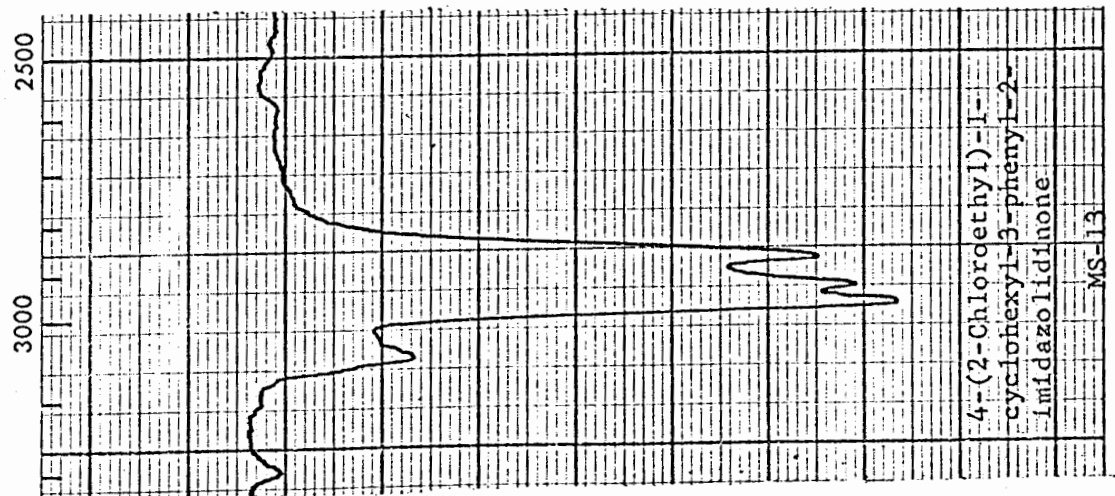 2500
3000
4-(2-Chloroethyl)-1-
cyclohexyl-3-phenyl-2-
imidazolidinone
MS-13